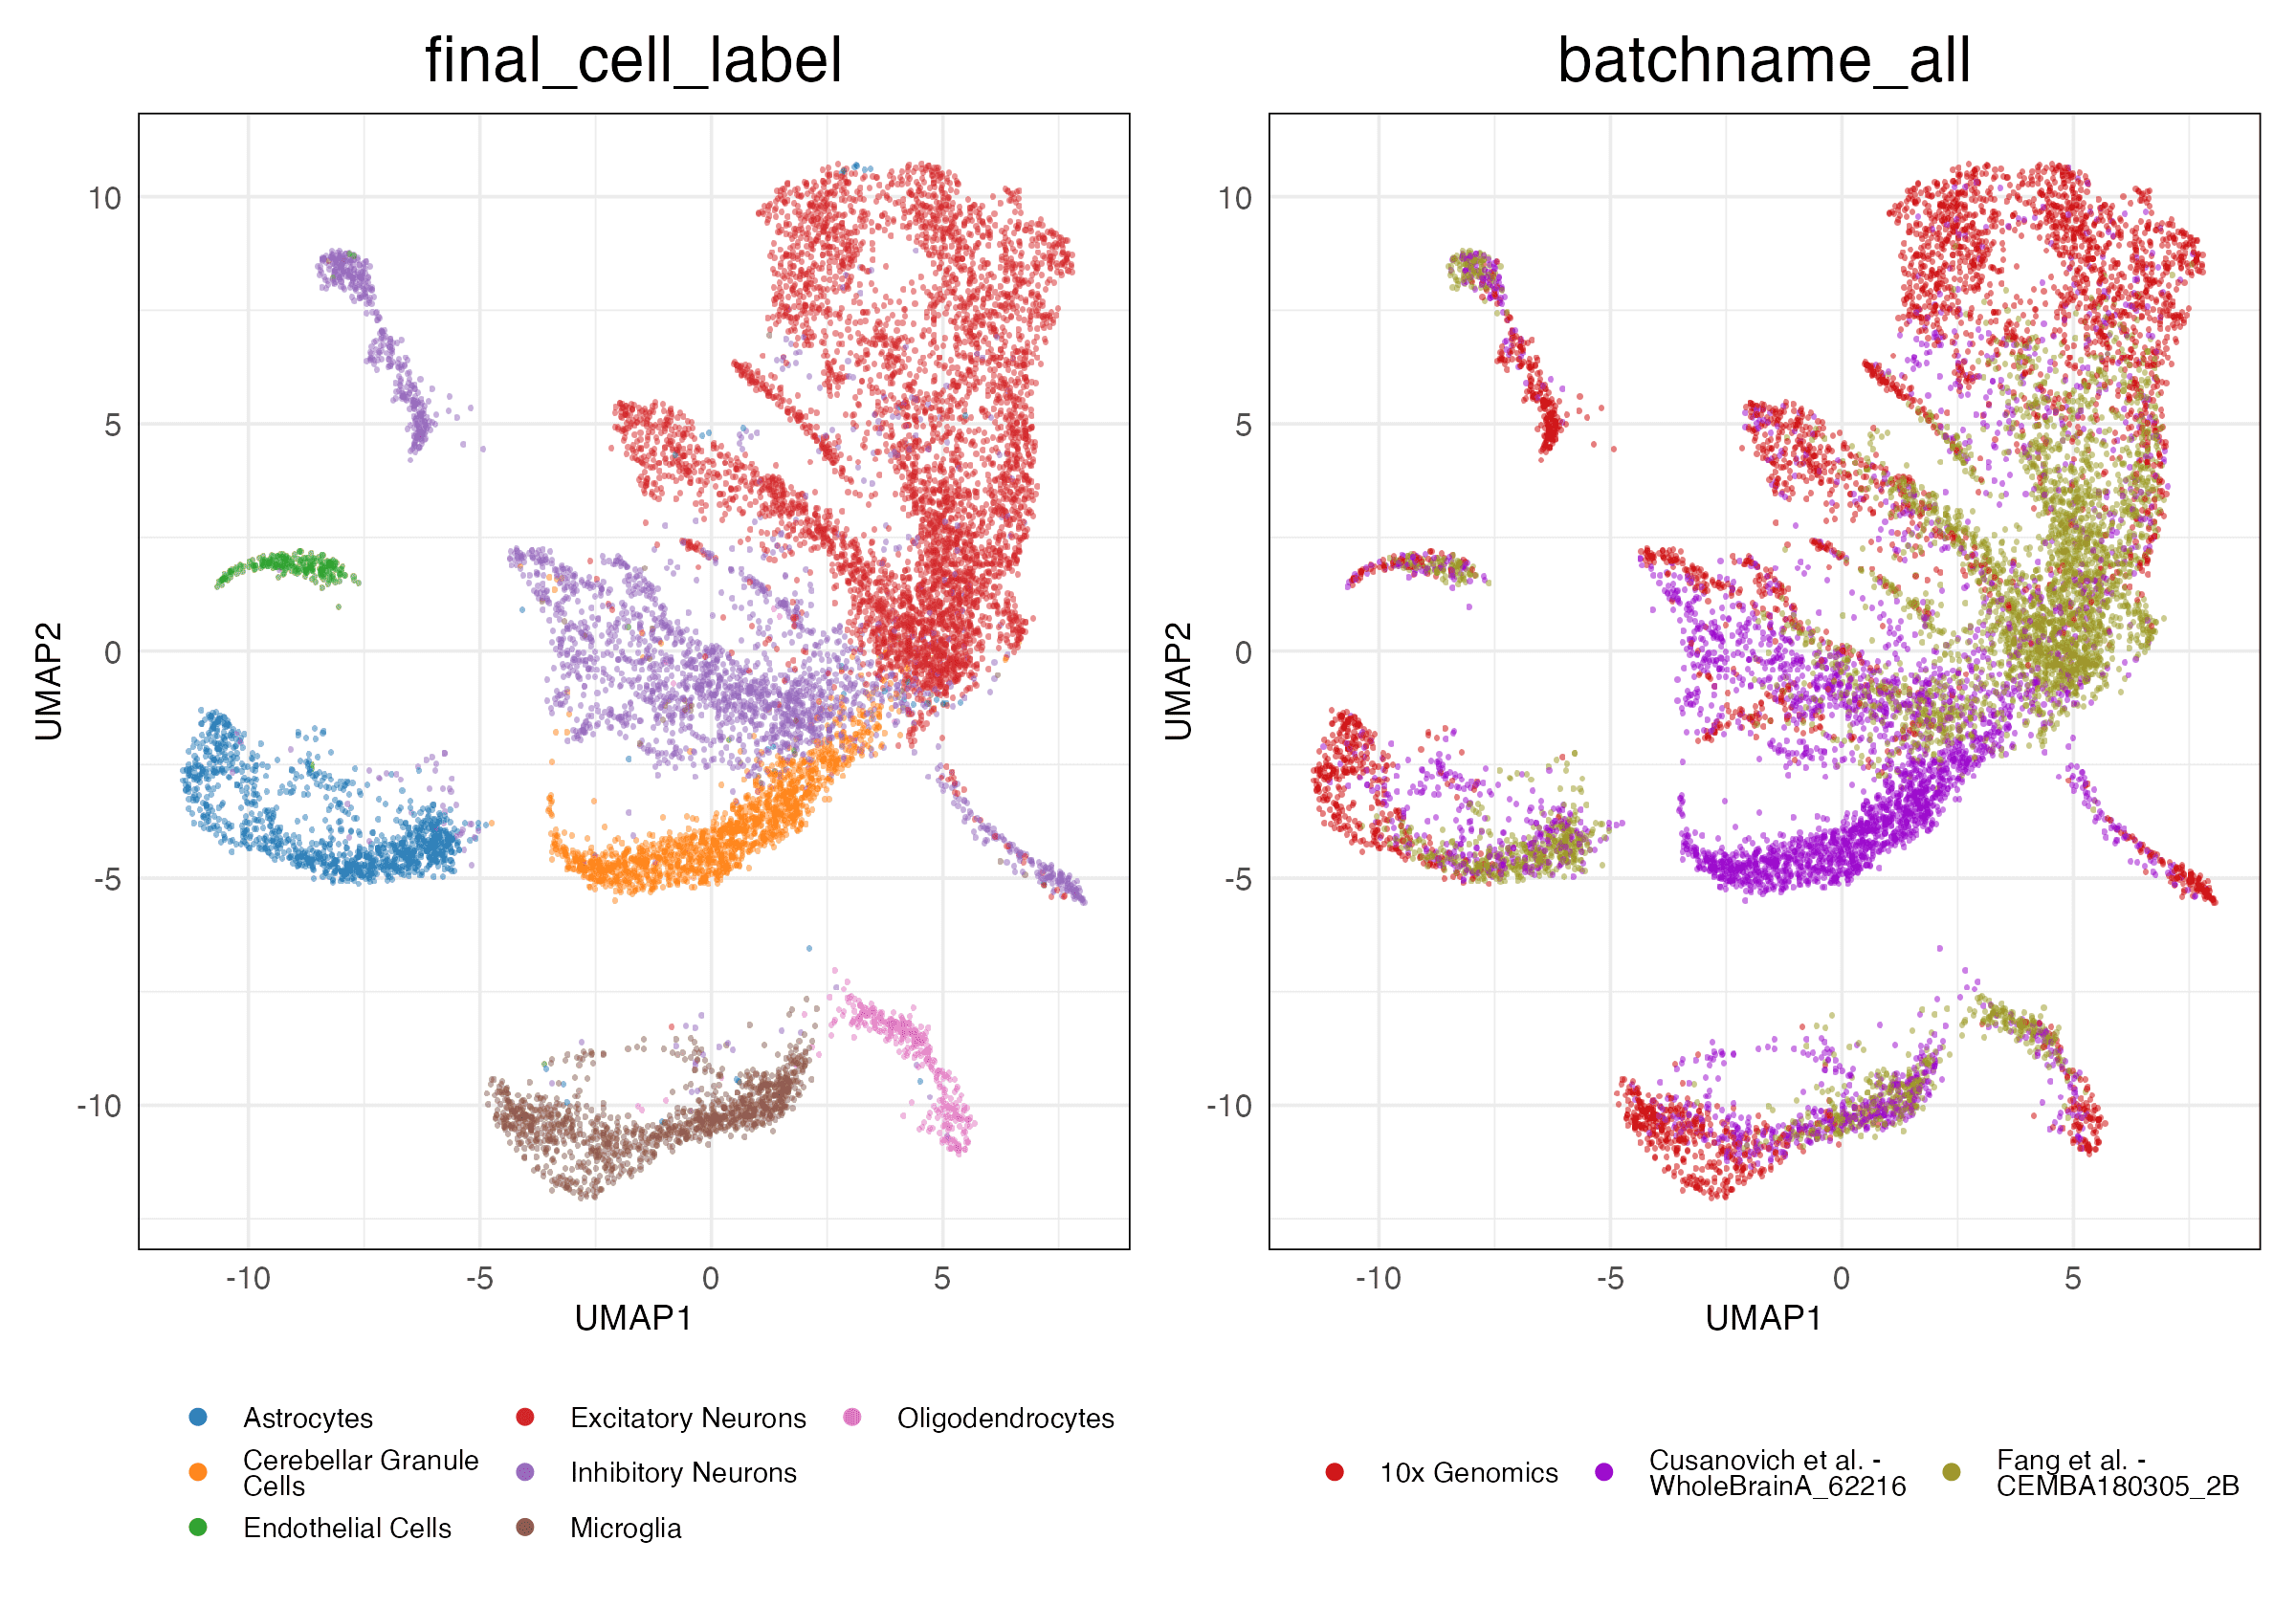 final_cell_label
batchname_all
10
5
0
-5
-10
UMAP2
-10
-5
0
5
UMAP1
10
5
0
-5
-10
UMAP2
-10
-5
0
5
UMAP1
Astrocytes
Cerebellar Granule
Cells
Endothelial Cells
Excitatory Neurons
Inhibitory Neurons
Microglia
Oligodendrocytes
10x Genomics
Cusanovich et al. -
WholeBrainA_62216
Fang et al. -
CEMBA180305_2B